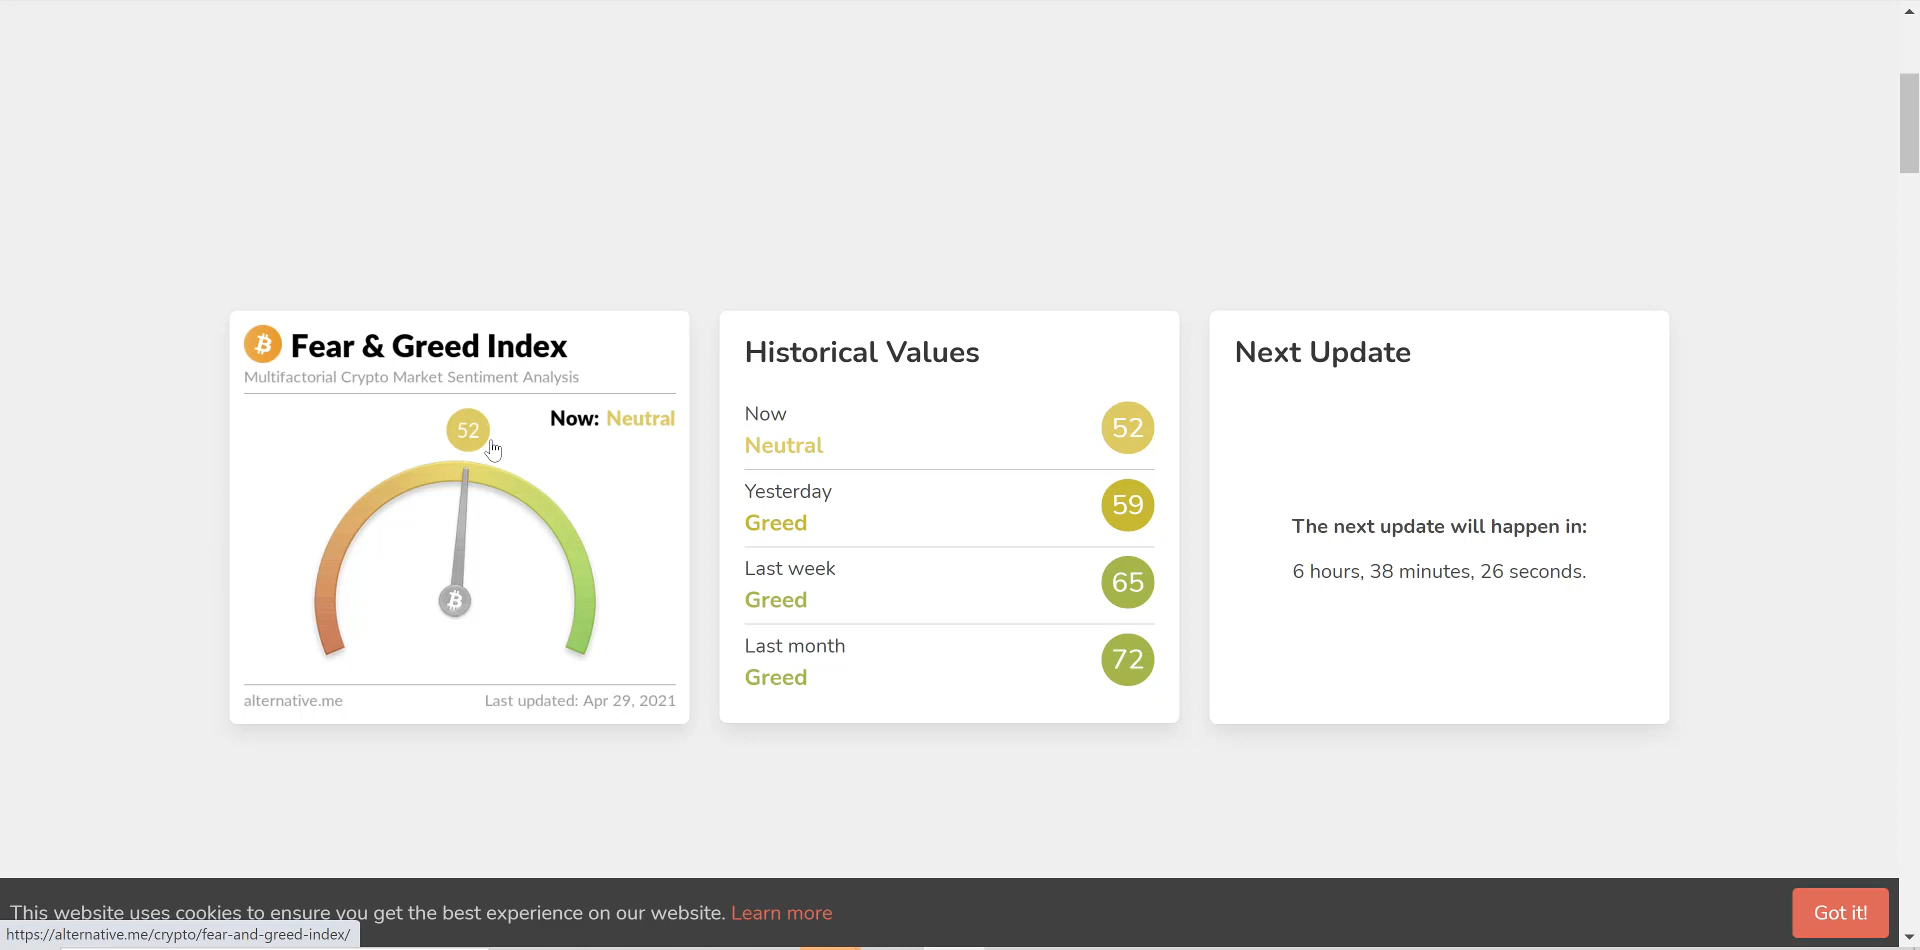 Fear & Greed Index
Multifactorial Crypto Market Sentiment Analysis
Now: Neutral
52
alternative.me
Last updated: Apr 29, 2021
Historical Values
Now
Neutral
52
Yesterday
Greed
59
Last week
Greed
65
Last month
Greed
72
Next Update
The next update will happen in:
6 hours, 38 minutes, 26 seconds.
This website uses cookies to ensure you get the best experience on our website. Learn more
Got it!
https://alternative.me/crypto/fear-and-greed-index/